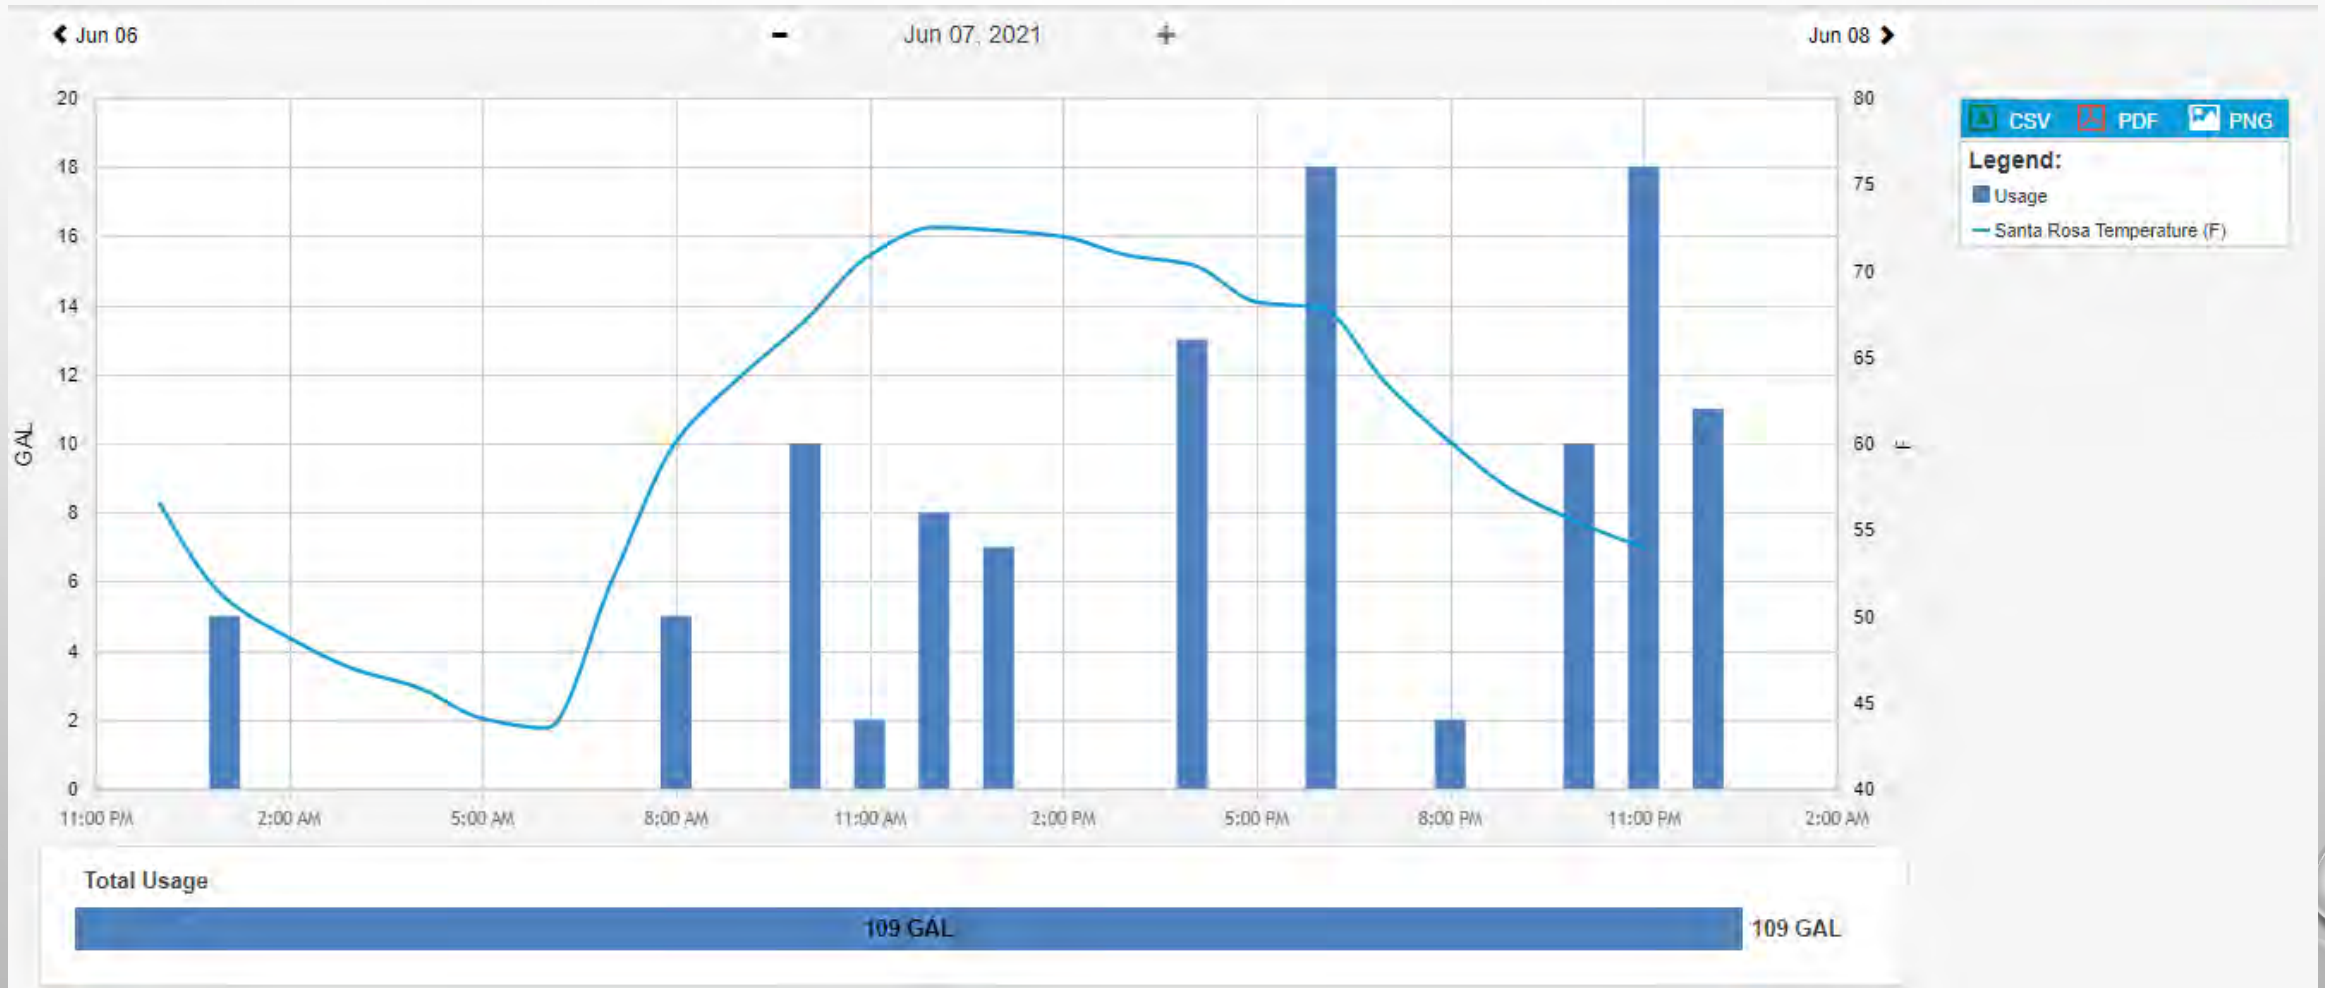 Jun 06
Jun 07, 2021
Jun 08
20
18
16
14
12
10
8
6
4
2
0
GAL
80
75
70
65
60
55
50
45
40
F
11:00 PM 2:00 AM 5:00 AM 8:00 AM 11:00 AM 2:00 PM 5:00 PM 8:00 PM 11:00 PM 2:00 AM
CSV PDF PNG
Legend:
Usage
Santa Rosa Temperature (F)
Total Usage
109 GAL 109 GAL